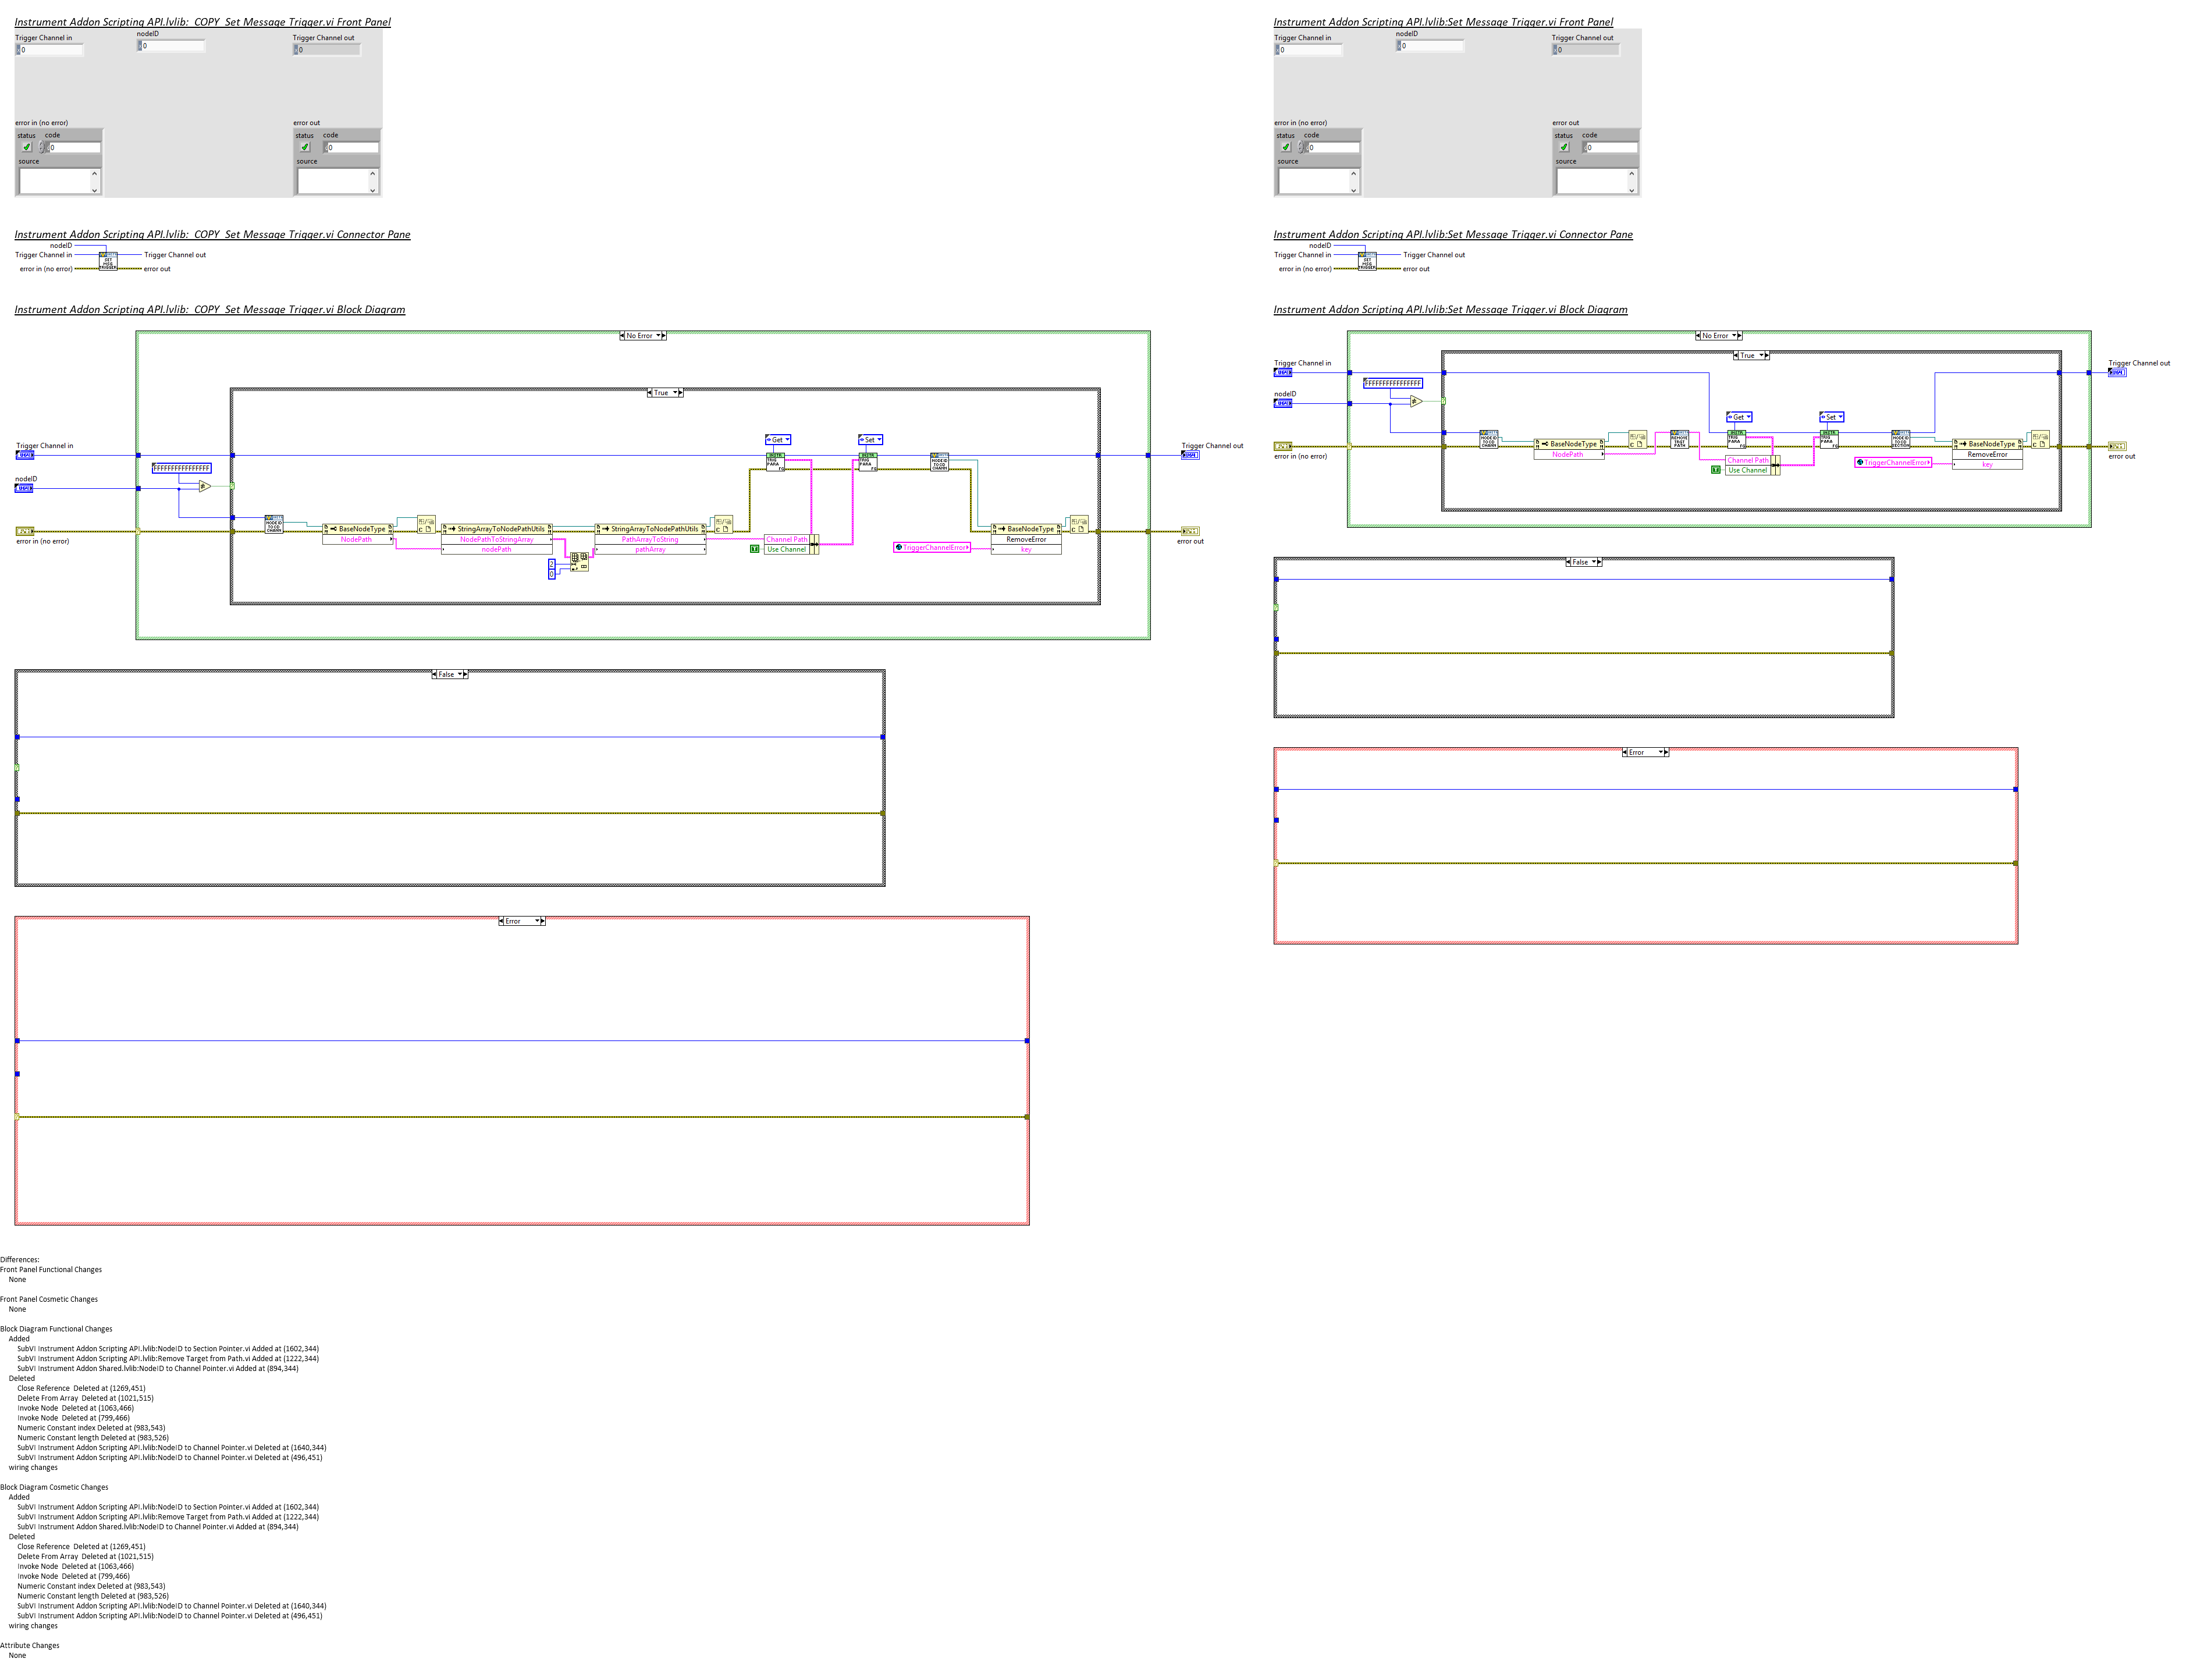 Instrument Addon Scripting API.lvlib:_COPY_Set Message Trigger.vi Front Panel
Trigger Channel in
nodeID
Trigger Channel out
0
0
0
error in (no error)
error out
status code
status code
0
0
source
source
Instrument Addon Scripting API.lvlib:_COPY_Set Message Trigger.vi Connector Pane
nodeID
Trigger Channel in
Trigger Channel out
error in (no error)
error out
SET
MSG
TRIGGER
Instrument Addon Scripting API.lvlib:_COPY_Set Message Trigger.vi Block Diagram
No Error
True
Get
Set
Trigger Channel in
Trigger Channel out
FFFFFFFFFFFFFFFF
nodeID
error in (no error)
error out
BaseNodeType
NodePath
StringArrayToNodePathUtils
NodePathToStringArray
nodePath
StringArrayToNodePathUtils
PathArrayToString
pathArray
2
0
Channel Path
Use Channel
TriggerChannelError
BaseNodeType
RemoveError
key
False
Error
Instrument Addon Scripting API.lvlib:Set Message Trigger.vi Front Panel
Trigger Channel in
nodeID
Trigger Channel out
0
0
0
error in (no error)
error out
status code
status code
0
0
source
source
Instrument Addon Scripting API.lvlib:Set Message Trigger.vi Connector Pane
nodeID
Trigger Channel in
Trigger Channel out
error in (no error)
error out
SET
MSG
TRIGGER
Instrument Addon Scripting API.lvlib:Set Message Trigger.vi Block Diagram
No Error
True
Trigger Channel in
Trigger Channel out
FFFFFFFFFFFFFFFF
nodeID
error in (no error)
error out
BaseNodeType
NodePath
Get
Set
Channel Path
Use Channel
TriggerChannelError
BaseNodeType
RemoveError
key
False
Error
Differences:
Front Panel Functional Changes
None
Front Panel Cosmetic Changes
None
Block Diagram Functional Changes
Added
SubVI Instrument Addon Scripting API.lvlib:NodeID to Section Pointer.vi Added at (1602,344)
SubVI Instrument Addon Scripting API.lvlib:Remove Target from Path.vi Added at (1222,344)
SubVI Instrument Addon Shared.lvlib:NodeID to Channel Pointer.vi Added at (894,344)
Deleted
Close Reference  Deleted at (1269,451)
Delete From Array  Deleted at (1021,515)
Invoke Node  Deleted at (1063,466)
Invoke Node  Deleted at (799,466)
Numeric Constant index Deleted at (983,543)
Numeric Constant length Deleted at (983,526)
SubVI Instrument Addon Scripting API.lvlib:NodeID to Channel Pointer.vi Deleted at (1640,344)
SubVI Instrument Addon Scripting API.lvlib:NodeID to Channel Pointer.vi Deleted at (496,451)
wiring changes
Block Diagram Cosmetic Changes
Added
SubVI Instrument Addon Scripting API.lvlib:NodeID to Section Pointer.vi Added at (1602,344)
SubVI Instrument Addon Scripting API.lvlib:Remove Target from Path.vi Added at (1222,344)
SubVI Instrument Addon Shared.lvlib:NodeID to Channel Pointer.vi Added at (894,344)
Deleted
Close Reference  Deleted at (1269,451)
Delete From Array  Deleted at (1021,515)
Invoke Node  Deleted at (1063,466)
Invoke Node  Deleted at (799,466)
Numeric Constant index Deleted at (983,543)
Numeric Constant length Deleted at (983,526)
SubVI Instrument Addon Scripting API.lvlib:NodeID to Channel Pointer.vi Deleted at (1640,344)
SubVI Instrument Addon Scripting API.lvlib:NodeID to Channel Pointer.vi Deleted at (496,451)
wiring changes
Attribute Changes
None